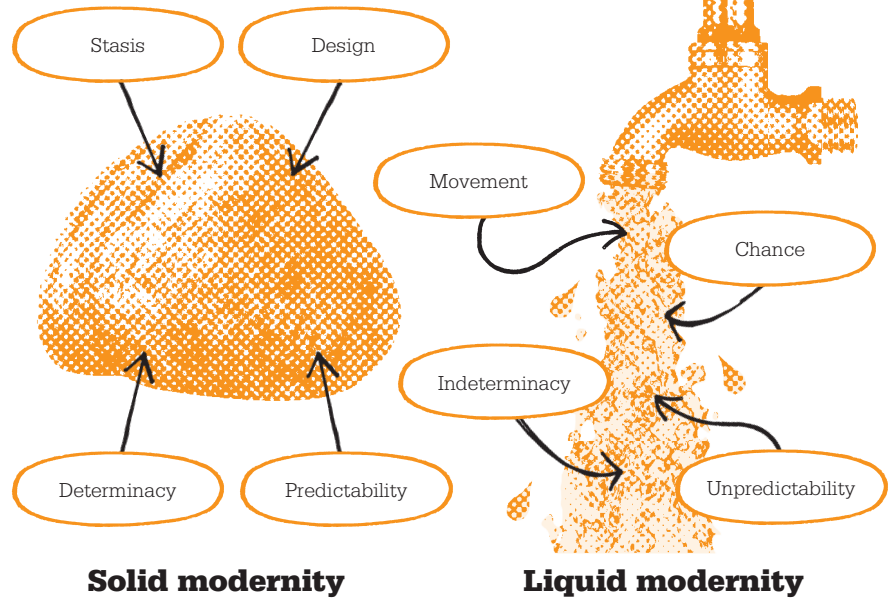 Stasis
Design
Determinacy
Predictability
Solid modernity
Movement
Chance
Indeterminacy
Unpredictability
Liquid modernity